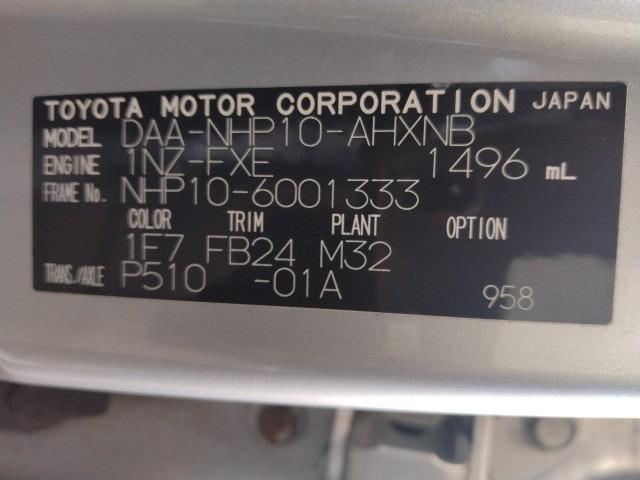 TOYOTA MOTOR CORPORATION JAPAN
MODEL DAA-NHP10-AHXNB
ENGINE 1NZ-FXE 1496 mL
FRAME No. NHP10-6001333
COLOR TRIM PLANT OPTION
1F7 FB24 M32
TRANS./AXLE P510 -01A 958